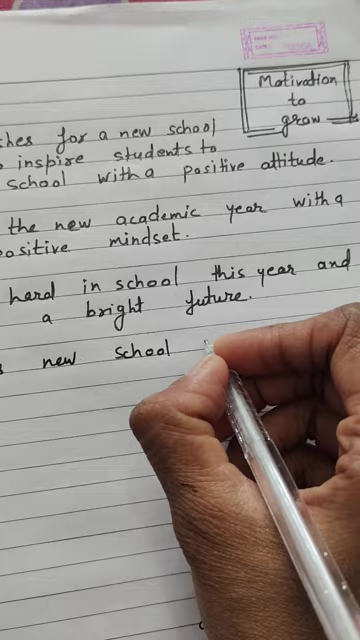 Motivation
to
grow
for a new school
inspire students to
school with a positive attitude.
the new academic year with a
positive mindset.
hard in school this year and
a bright future.
new school